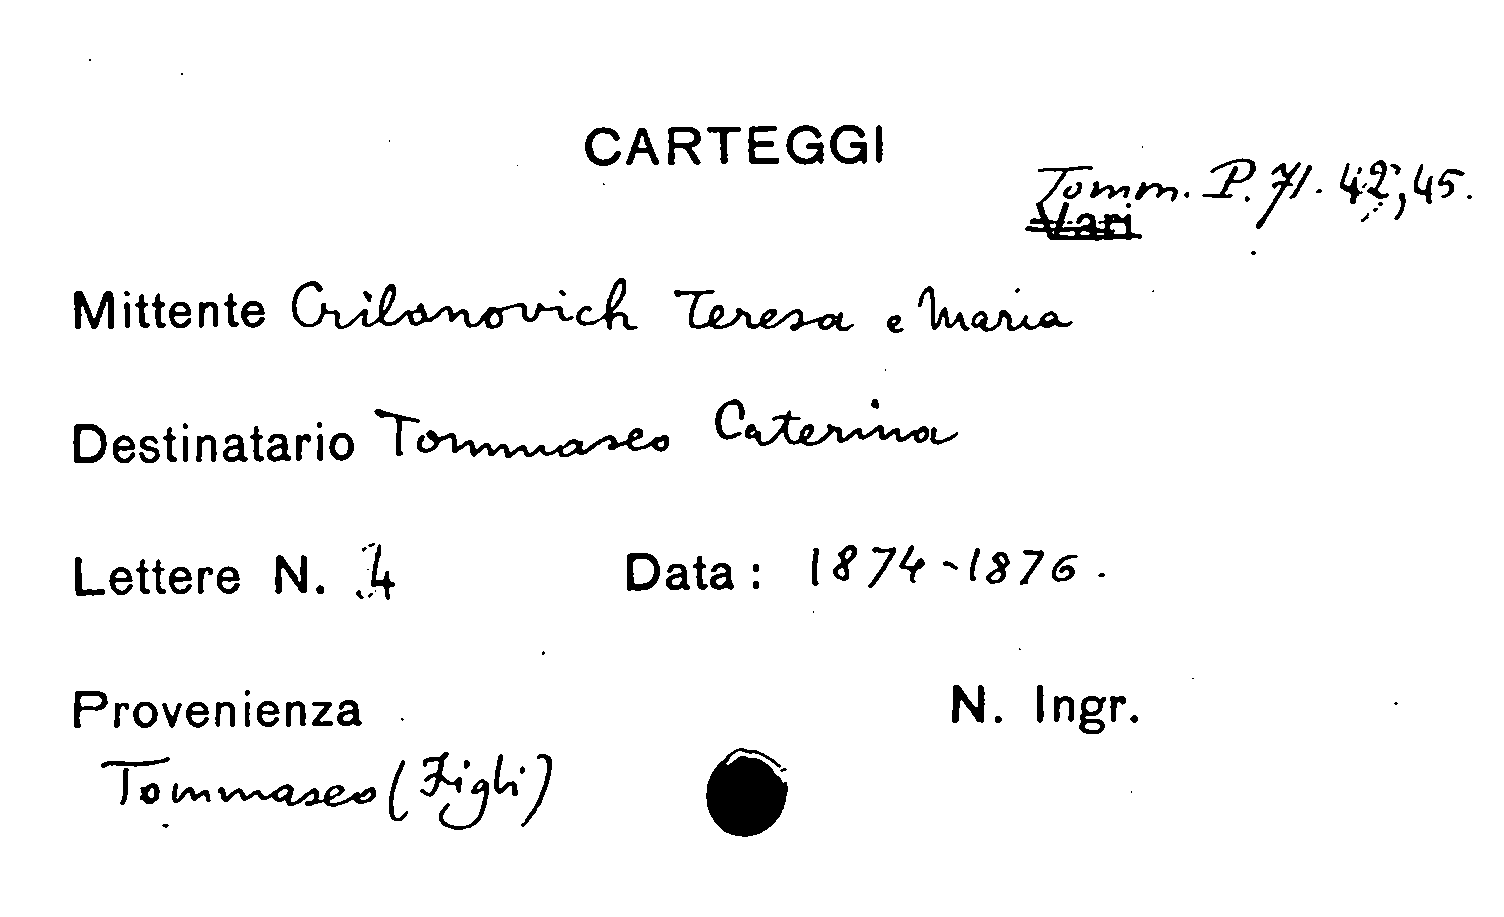 CARTEGGI
Tomm. P. 71. 42, 45.
Vari
Mittente Crilanovich Teresa e Maria
Destinatario Tommaseo Caterina
Lettere N. 4 Data: 1874-1876.
Provenienza N. Ingr.
Tommaseo (Figli)